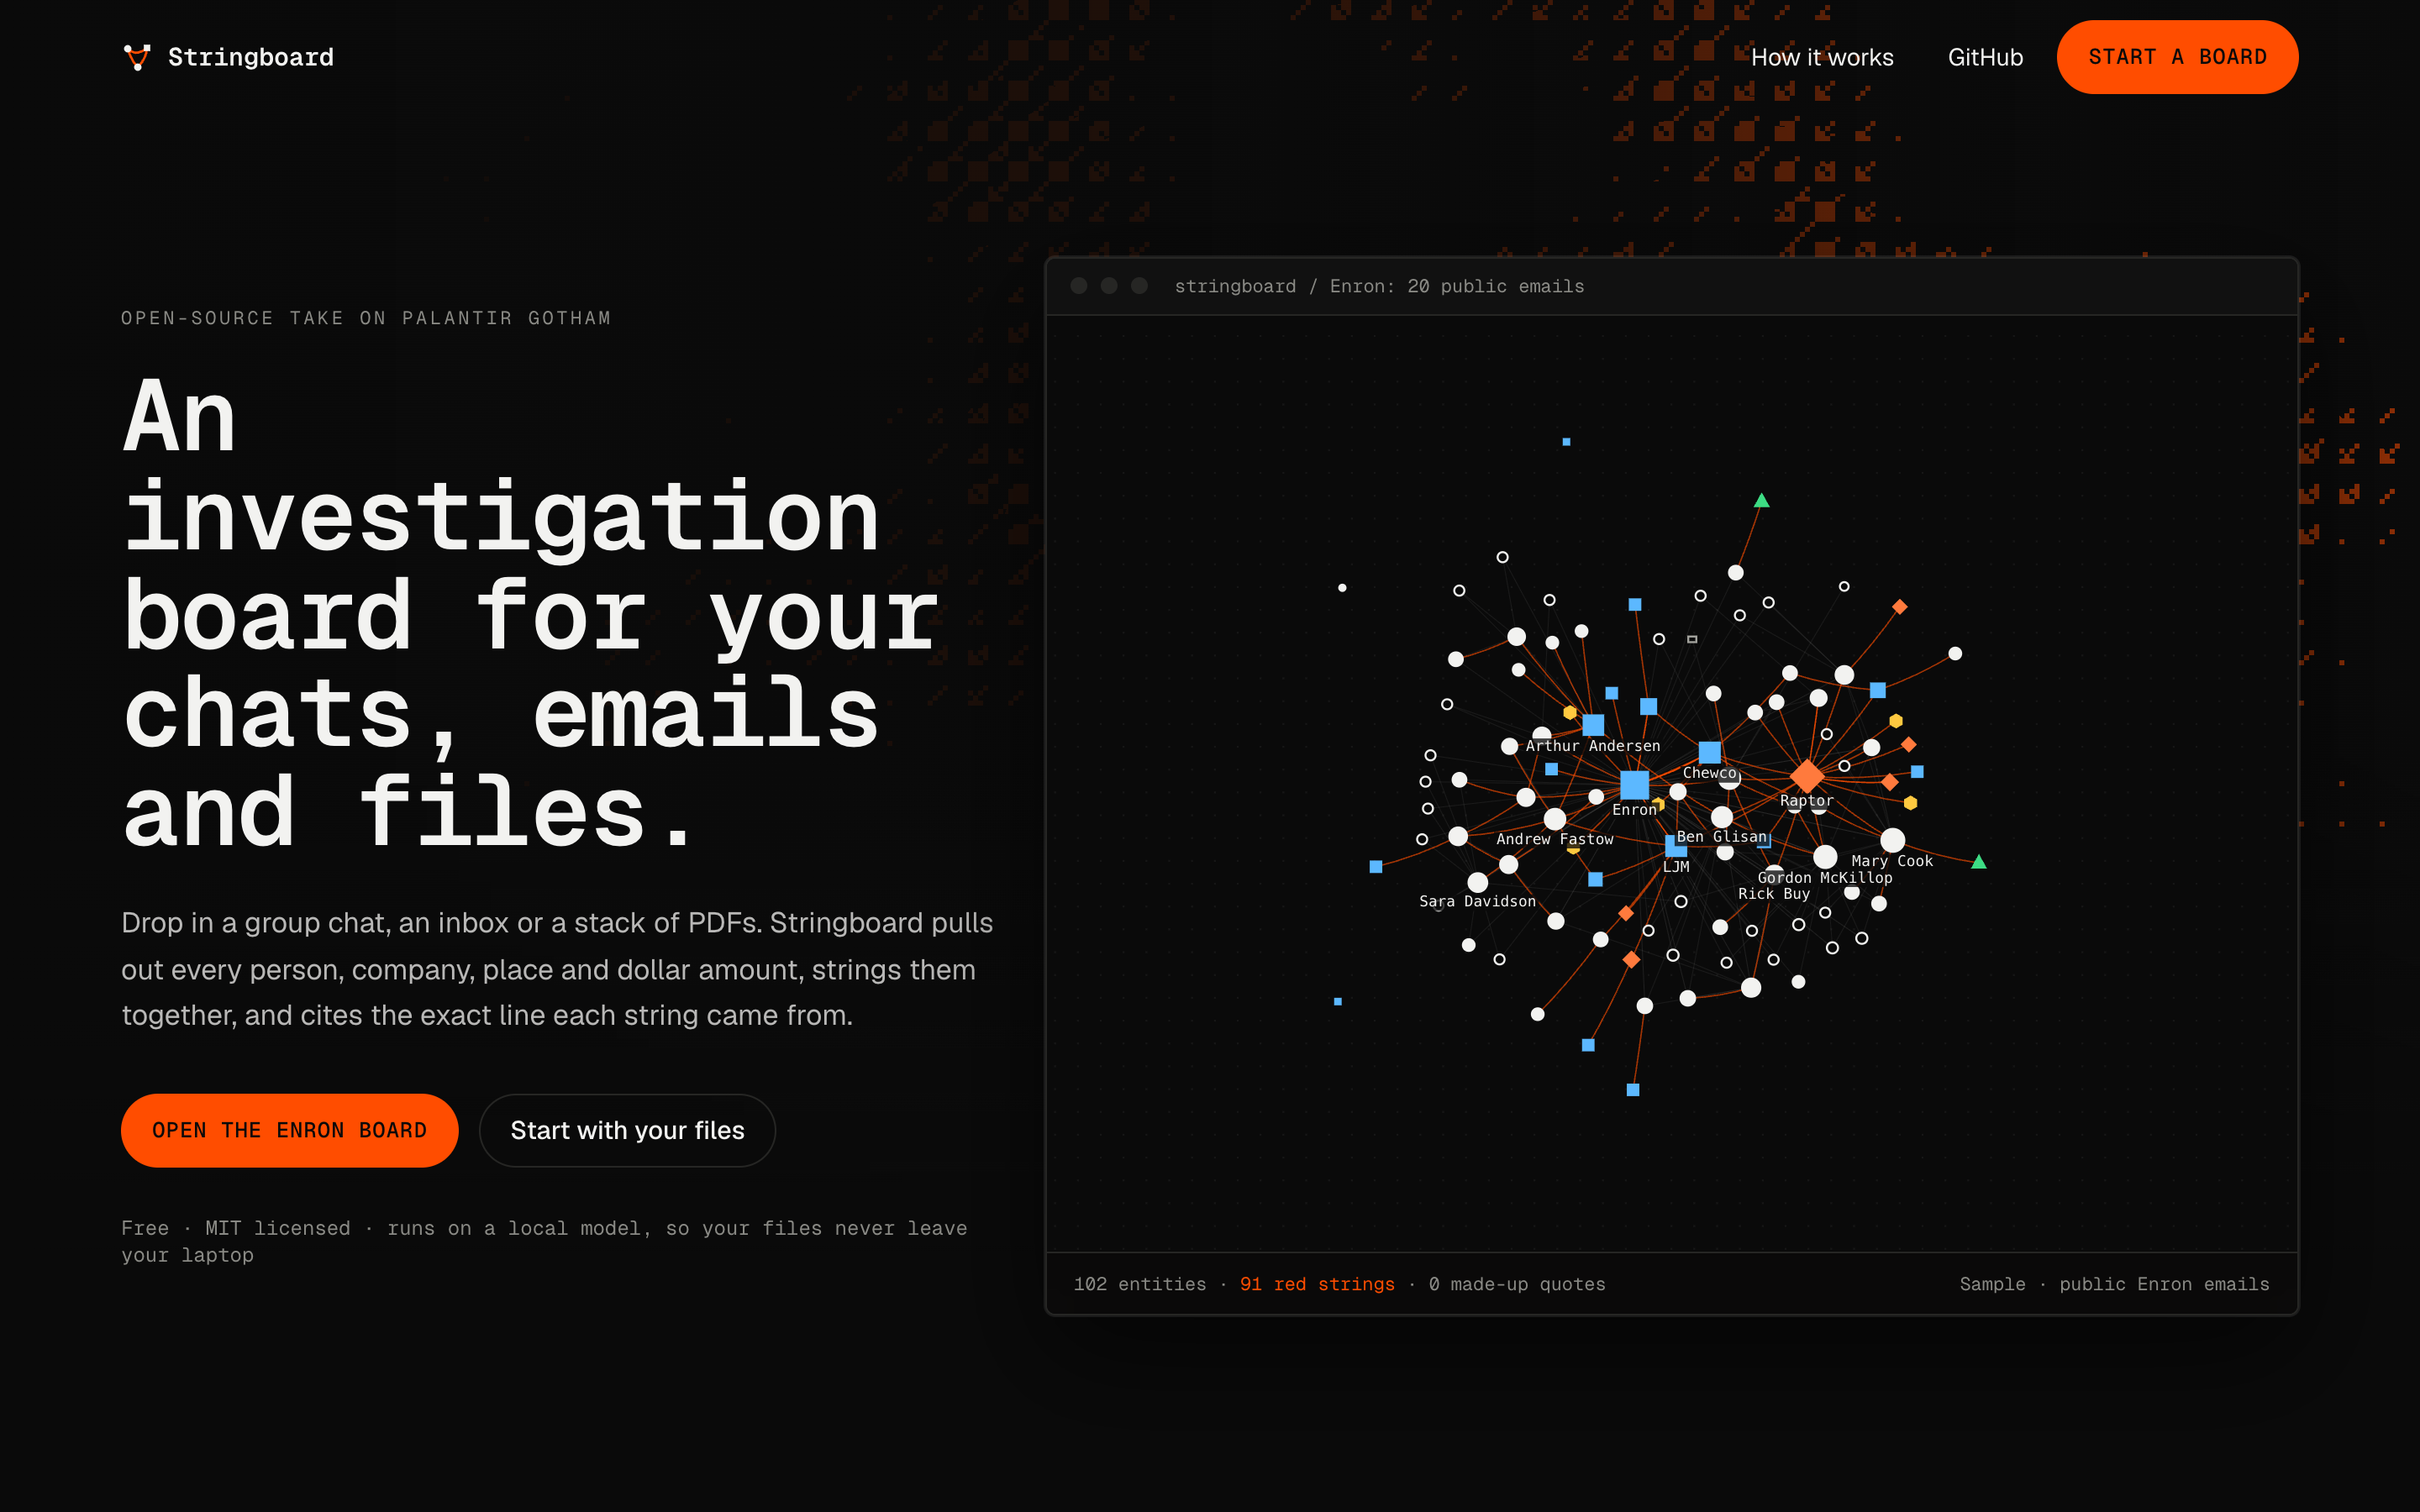 Stringboard
How it works
GitHub
START A BOARD
OPEN-SOURCE TAKE ON PALANTIR GOTHAM
An
investigation
board for your
chats, emails
and files.
Drop in a group chat, an inbox or a stack of PDFs. Stringboard pulls
out every person, company, place and dollar amount, strings them
together, and cites the exact line each string came from.
OPEN THE ENRON BOARD
Start with your files
Free · MIT licensed · runs on a local model, so your files never leave
your laptop
stringboard / Enron: 20 public emails
Arthur Andersen
Chewco
Raptor
Enron
Andrew Fastow
Ben Glisan
LJM
Mary Cook
Gordon McKillop
Rick Buy
Sara Davidson
102 entities · 91 red strings · 0 made-up quotes
Sample · public Enron emails